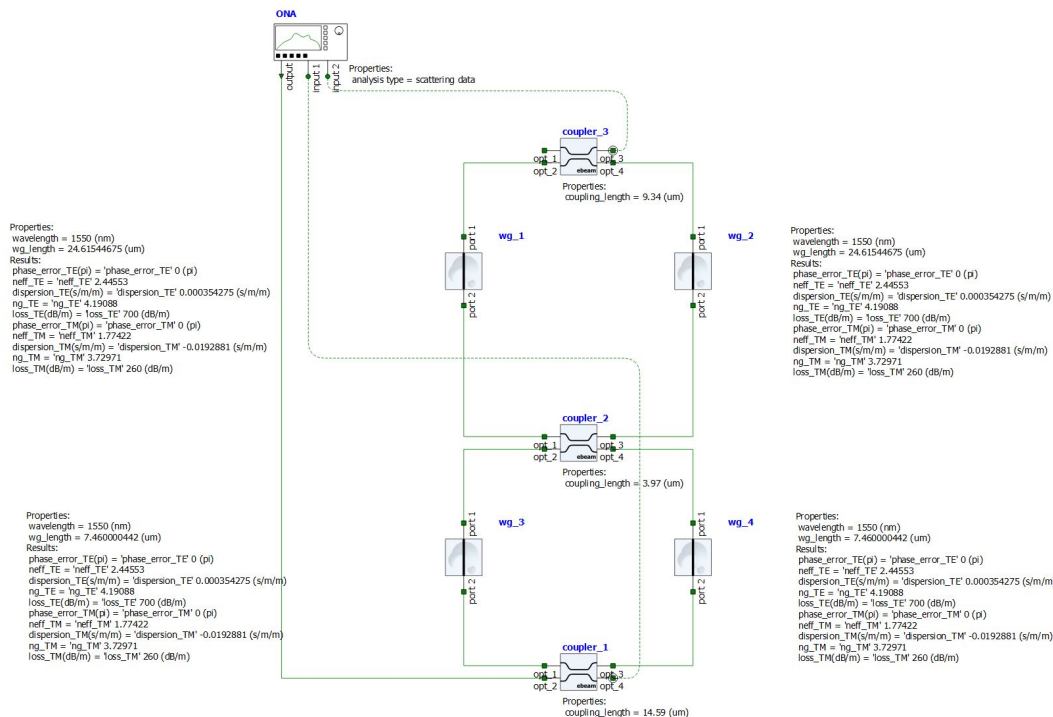 ONA
output
input 1
input 2
Properties:
analysis type = scattering data
coupler_3
opt_1
opt_2
opt_3
opt_4
ebeam
Properties:
coupling_length = 9.34 (um)
Properties:
wavelength = 1550 (nm)
wg_length = 24.61544675 (um)
Results:
phase_error_TE(pi) = 'phase_error_TE' 0 (pi)
neff_TE = 'neff_TE' 2.44553
dispersion_TE(s/m/m) = 'dispersion_TE' 0.000354275 (s/m/m)
ng_TE = 'ng_TE' 4.19088
loss_TE(dB/m) = 'loss_TE' 700 (dB/m)
phase_error_TM(pi) = 'phase_error_TM' 0 (pi)
neff_TM = 'neff_TM' 1.77422
dispersion_TM(s/m/m) = 'dispersion_TM' -0.0192881 (s/m/m)
ng_TM = 'ng_TM' 3.72971
loss_TM(dB/m) = 'loss_TM' 260 (dB/m)
port 1
wg_1
port 2
port 1
wg_2
port 2
Properties:
wavelength = 1550 (nm)
wg_length = 24.61544675 (um)
Results:
phase_error_TE(pi) = 'phase_error_TE' 0 (pi)
neff_TE = 'neff_TE' 2.44553
dispersion_TE(s/m/m) = 'dispersion_TE' 0.000354275 (s/m/m)
ng_TE = 'ng_TE' 4.19088
loss_TE(dB/m) = 'loss_TE' 700 (dB/m)
phase_error_TM(pi) = 'phase_error_TM' 0 (pi)
neff_TM = 'neff_TM' 1.77422
dispersion_TM(s/m/m) = 'dispersion_TM' -0.0192881 (s/m/m)
ng_TM = 'ng_TM' 3.72971
loss_TM(dB/m) = 'loss_TM' 260 (dB/m)
coupler_2
opt_1
opt_2
opt_3
opt_4
ebeam
Properties:
coupling_length = 3.97 (um)
Properties:
wavelength = 1550 (nm)
wg_length = 7.460000442 (um)
Results:
phase_error_TE(pi) = 'phase_error_TE' 0 (pi)
neff_TE = 'neff_TE' 2.44553
dispersion_TE(s/m/m) = 'dispersion_TE' 0.000354275 (s/m/m)
ng_TE = 'ng_TE' 4.19088
loss_TE(dB/m) = 'loss_TE' 700 (dB/m)
phase_error_TM(pi) = 'phase_error_TM' 0 (pi)
neff_TM = 'neff_TM' 1.77422
dispersion_TM(s/m/m) = 'dispersion_TM' -0.0192881 (s/m/m)
ng_TM = 'ng_TM' 3.72971
loss_TM(dB/m) = 'loss_TM' 260 (dB/m)
port 1
wg_3
port 2
port 1
wg_4
port 2
Properties:
wavelength = 1550 (nm)
wg_length = 7.460000442 (um)
Results:
phase_error_TE(pi) = 'phase_error_TE' 0 (pi)
neff_TE = 'neff_TE' 2.44553
dispersion_TE(s/m/m) = 'dispersion_TE' 0.000354275 (s/m/m
ng_TE = 'ng_TE' 4.19088
loss_TE(dB/m) = 'loss_TE' 700 (dB/m)
phase_error_TM(pi) = 'phase_error_TM' 0 (pi)
neff_TM = 'neff_TM' 1.77422
dispersion_TM(s/m/m) = 'dispersion_TM' -0.0192881 (s/m/m)
ng_TM = 'ng_TM' 3.72971
loss_TM(dB/m) = 'loss_TM' 260 (dB/m)
coupler_1
opt_1
opt_2
opt_3
opt_4
ebeam
Properties:
coupling_length = 14.59 (um)